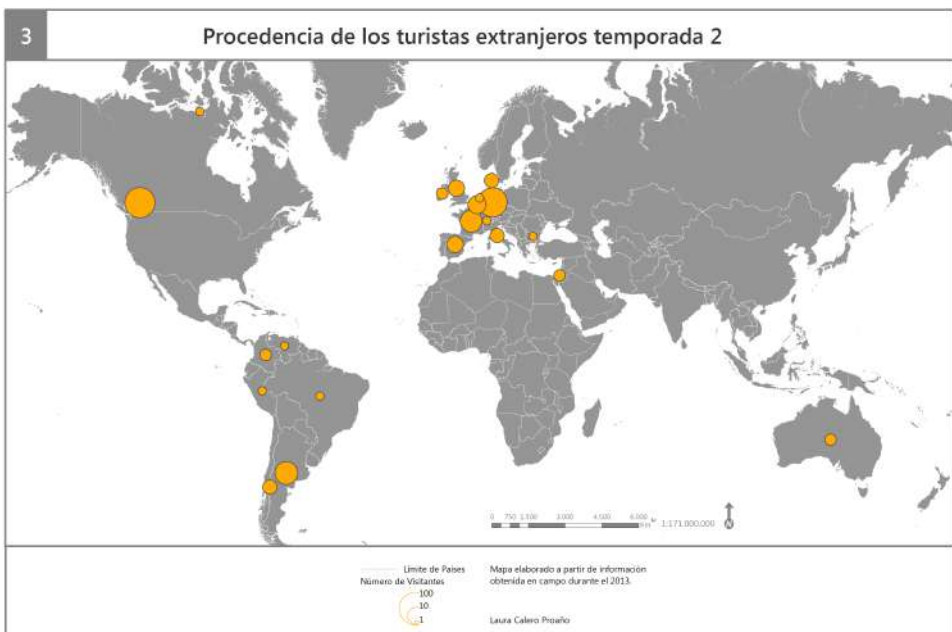 3
Procedencia de los turistas extranjeros temporada 2
0 750 1.500 3.000 4.500 6.000
1:171.000.000
N
Límite de Países
Número de Visitantes
100
10
1
Mapa elaborado a partir de información
obtenida en campo durante el 2013.
Laura Calero Proaño